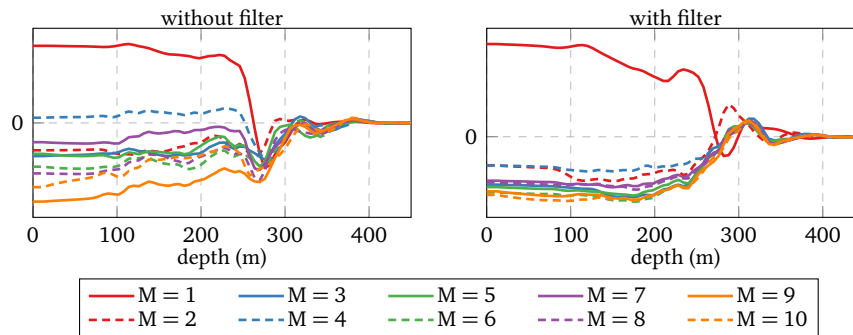 without filter
with filter
0
0
0 100 200 300 400
0 100 200 300 400
depth (m)
depth (m)
M = 1 M = 3 M = 5 M = 7 M = 9
M = 2 M = 4 M = 6 M = 8 M = 10